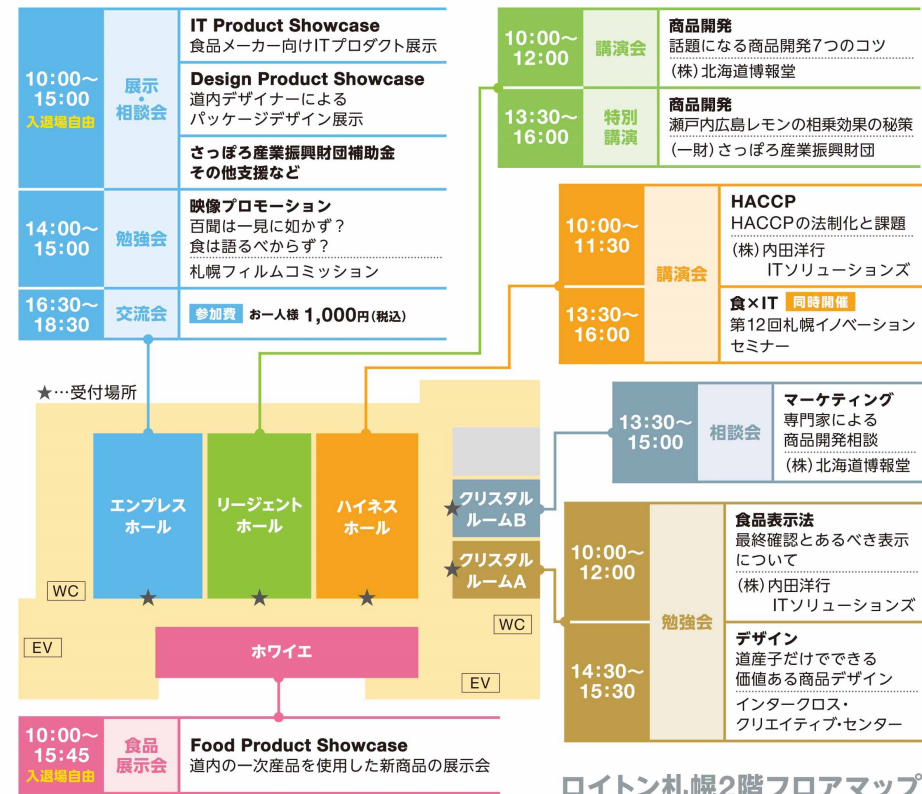 10:00〜
15:00
入退場自由
展示
・
相談会
IT Product Showcase
食品メーカー向けITプロダクト展示
Design Product Showcase
道内デザイナーによる
パッケージデザイン展示
さっぽろ産業振興財団補助金
その他支援など
14:00〜
15:00
勉強会
映像プロモーション
百聞は一見に如かず？
食は語るべからず？
札幌フィルムコミッション
16:30〜
18:30
交流会
参加費 お一人様 1,000円(税込)
10:00〜
12:00
講演会
商品開発
話題になる商品開発7つのコツ
(株)北海道博報堂
13:30〜
16:00
特別
講演
商品開発
瀬戸内広島レモンの相乗効果の秘策
(一財)さっぽろ産業振興財団
10:00〜
11:30
講演会
HACCP
HACCPの法制化と課題
(株)内田洋行
ITソリューションズ
13:30〜
16:00
食×IT 同時開催
第12回札幌イノベーション
セミナー
13:30〜
15:00
相談会
マーケティング
専門家による
商品開発相談
(株)北海道博報堂
10:00〜
12:00
勉強会
食品表示法
最終確認とあるべき表示
について
(株)内田洋行
ITソリューションズ
14:30〜
15:30
デザイン
道産子だけでできる
価値ある商品デザイン
インタークロス・
クリエイティブ・センター
★…受付場所
エンプレス
ホール
リージェント
ホール
ハイネス
ホール
★クリスタル
ルームB
★クリスタル
ルームA
WC
★
★
★
WC
EV
ホワイエ
EV
10:00〜
15:45
入退場自由
食品
展示会
Food Product Showcase
道内の一次産品を使用した新商品の展示会
ロイトン札幌2階フロアマップ